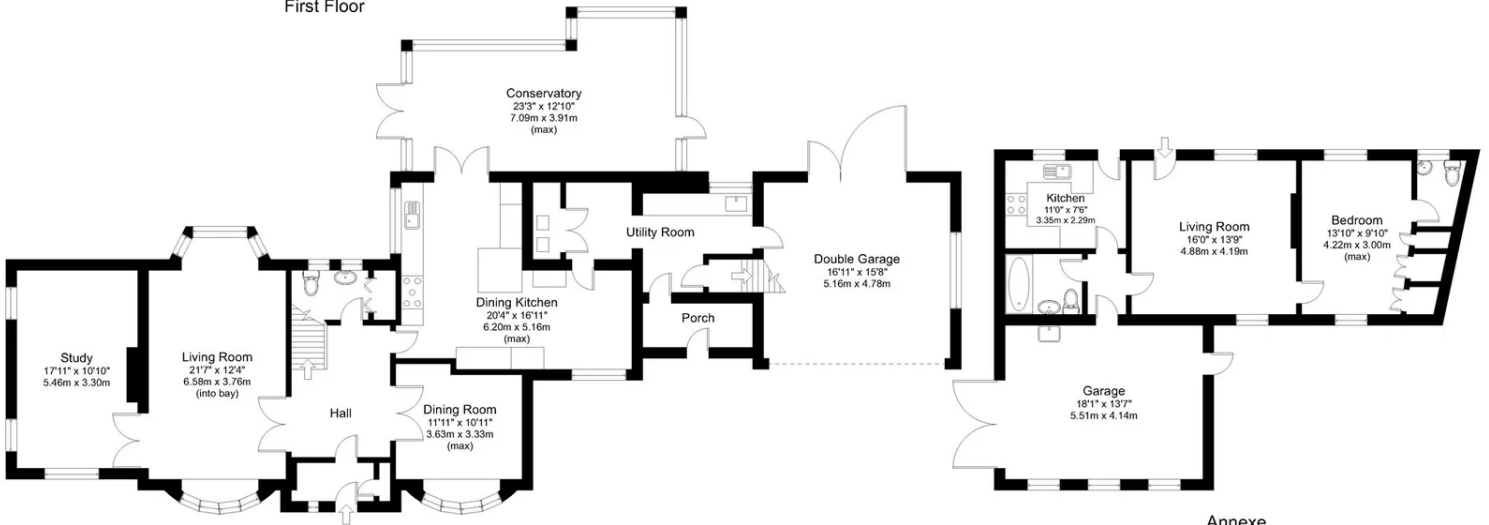 First Floor
Conservatory
23'3" x 12'10"
7.09m x 3.91m
(max)
Utility Room
Double Garage
16'11" x 15'8"
5.16m x 4.78m
Dining Kitchen
20'4" x 16'11"
6.20m x 5.16m
(max)
Porch
Study
17'11" x 10'10"
5.46m x 3.30m
Living Room
21'7" x 12'4"
6.58m x 3.76m
(into bay)
Hall
Dining Room
11'11" x 10'11"
3.63m x 3.33m
(max)
Kitchen
11'0" x 7'6"
3.35m x 2.29m
Living Room
16'0" x 13'9"
4.88m x 4.19m
Bedroom
13'10" x 9'10"
4.22m x 3.00m
(max)
Garage
18'1" x 13'7"
5.51m x 4.14m
Annexe